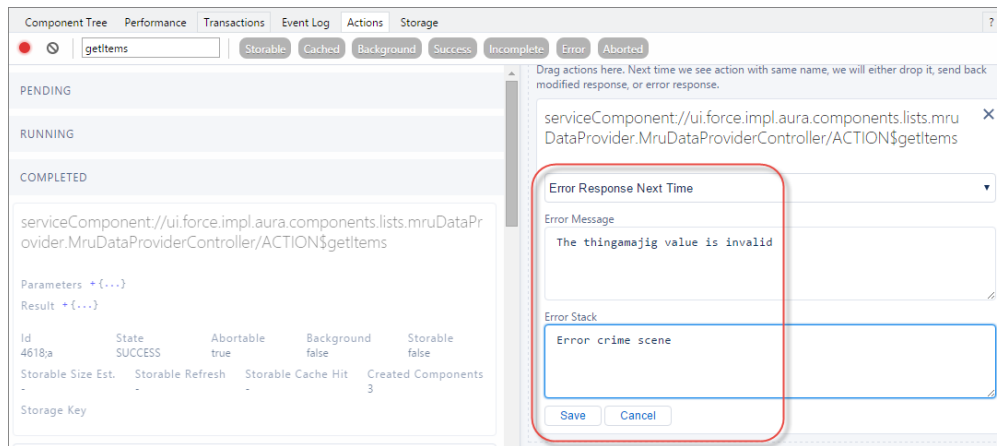 Component Tree Performance Transactions Event Log Actions Storage ?
getItems Storable Cached Background Success Incomplete Error Aborted
PENDING
RUNNING
COMPLETED
serviceComponent://ui.force.impl.aura.components.lists.mruDataPr
ovider.MruDataProviderController/ACTION$getItems
Parameters + {...}
Result + {...}
Id State Abortable Background Storable
4618;a SUCCESS true false false
Storable Size Est. Storable Refresh Storable Cache Hit Created Components
- - - 3
Storage Key
Drag actions here. Next time we see action with same name, we will either drop it, send back
modified response, or error response.
serviceComponent://ui.force.impl.aura.components.lists.mru
DataProvider.MruDataProviderController/ACTION$getItems
Error Response Next Time
Error Message
The thingamajig value is invalid
Error Stack
Error crime scene
Save Cancel